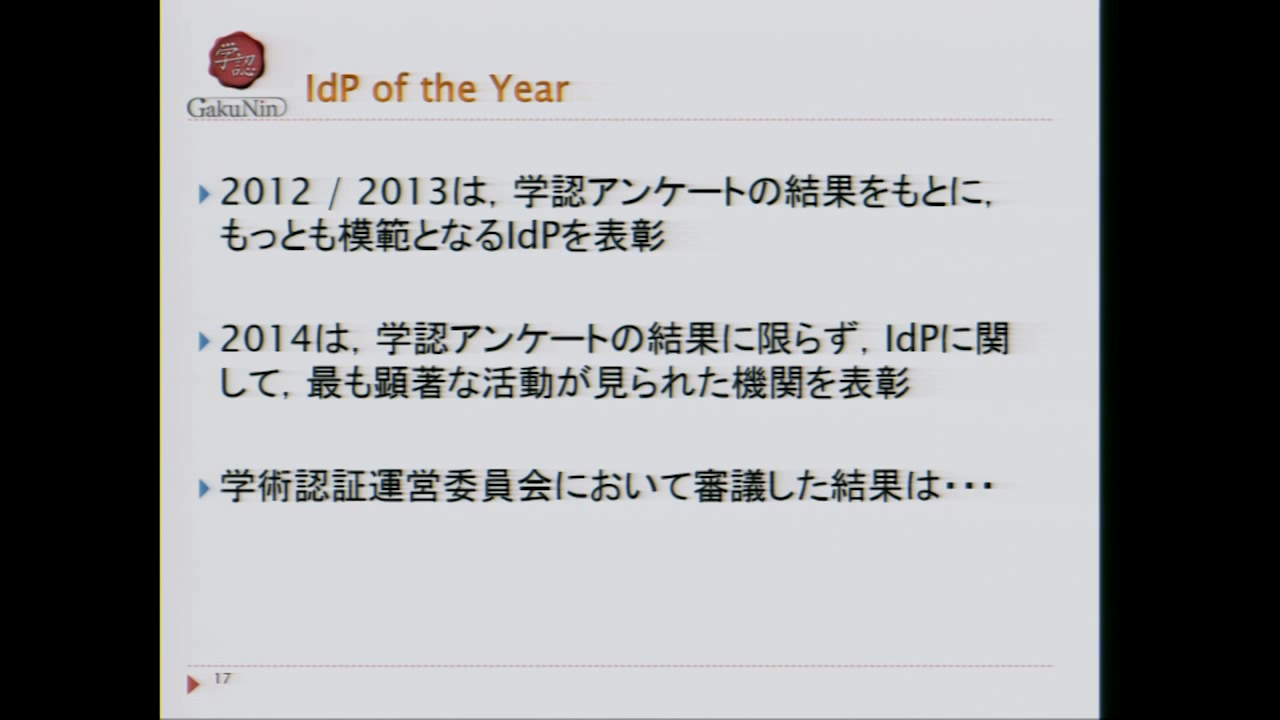 学認
GakuNin
IdP of the Year
2012 / 2013は，学認アンケートの結果をもとに，
もっとも模範となるIdPを表彰
2014は，学認アンケートの結果に限らず，IdPに関
して，最も顕著な活動が見られた機関を表彰
学術認証運営委員会において審議した結果は・・・
17